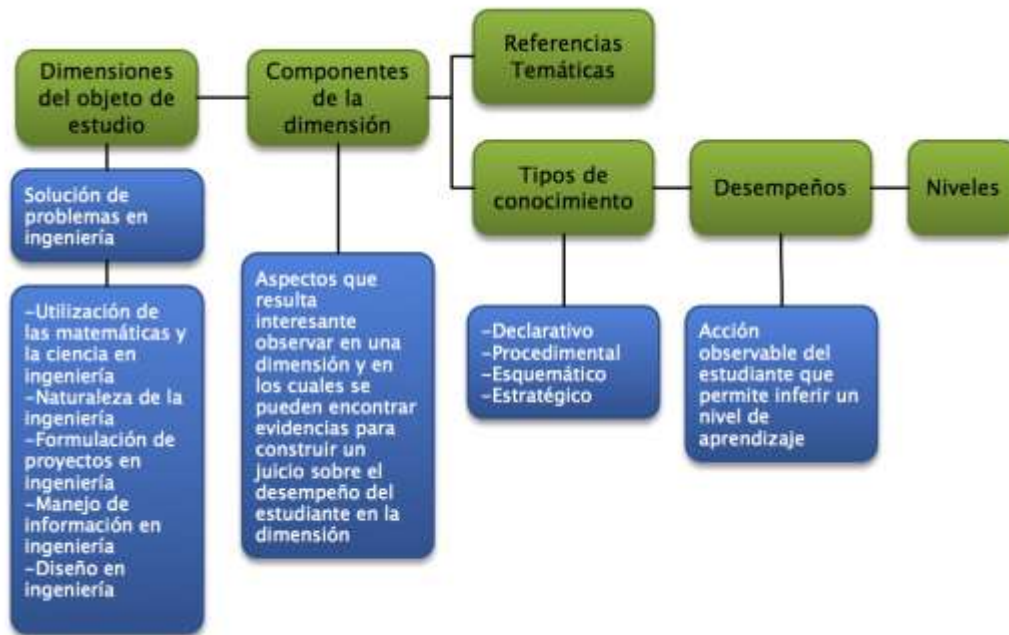 Dimensiones
del objeto de
estudio
Componentes
de la
dimensión
Referencias
Temáticas
Tipos de
conocimiento
Desempeños
Niveles
Solución de
problemas en
ingeniería
-Utilización de
las matemáticas y
la ciencia en
ingeniería
-Naturaleza de la
ingeniería
-Formulación de
proyectos en
ingeniería
-Manejo de
información en
ingeniería
-Diseño en
ingeniería
Aspectos que
resulta
interesante
observar en una
dimensión y en
los cuales se
pueden encontrar
evidencias para
construir un
juicio sobre el
desempeño del
estudiante en la
dimensión
-Declarativo
-Procedimental
-Esquemático
-Estratégico
Acción
observable del
estudiante que
permite inferir un
nivel de
aprendizaje